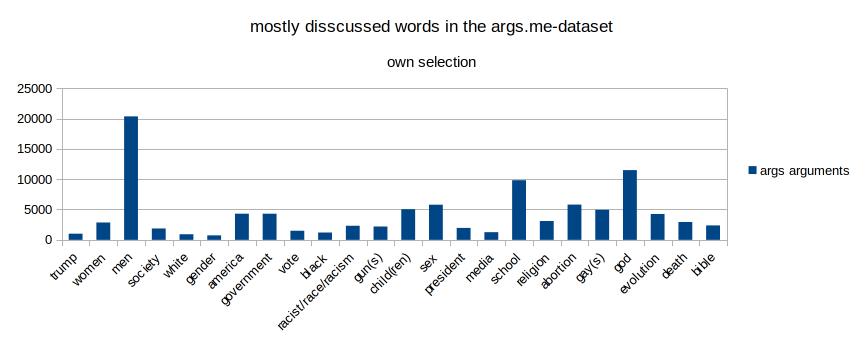 mostly disscussed words in the args.me-dataset
own selection
25000
20000
15000
10000
5000
0
args arguments
trump
women
men
society
white
gender
america
government
vote
black
racist/race/racism
gun(s)
child(ren)
sex
president
media
school
religion
abortion
gay(s)
god
evolution
death
bible